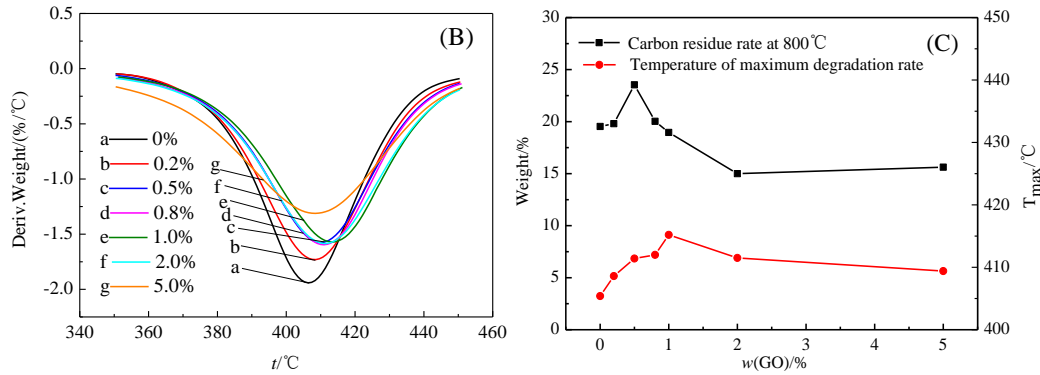 (B)
0.5
0.0
-0.5
-1.0
-1.5
-2.0
Deriv.Weight/(%/℃)
a 0%
b 0.2%
c 0.5%
d 0.8%
e 1.0%
f 2.0%
g 5.0%
g
f
e
d
c
b
a
340 360 380 400 420 440 460
t/℃
(C)
Carbon residue rate at 800℃
Temperature of maximum degradation rate
30
25
20
15
10
5
0
Weight/%
450
440
430
420
410
400
Tmax/℃
0 1 2 3 4 5
w(GO)/%